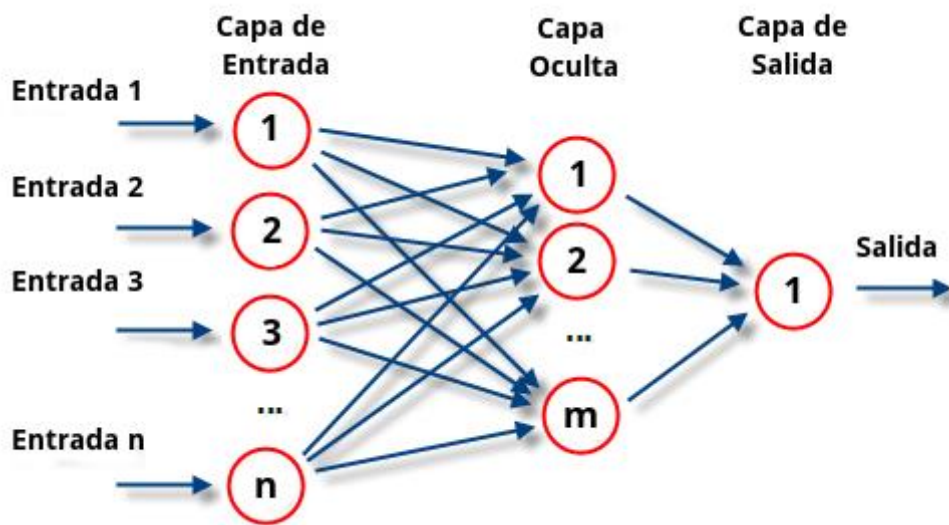 Capa de
Entrada
Capa
Oculta
Capa de
Salida
Entrada 1
1
Entrada 2
2
Entrada 3
3
...
Entrada n
n
1
2
...
m
1
Salida